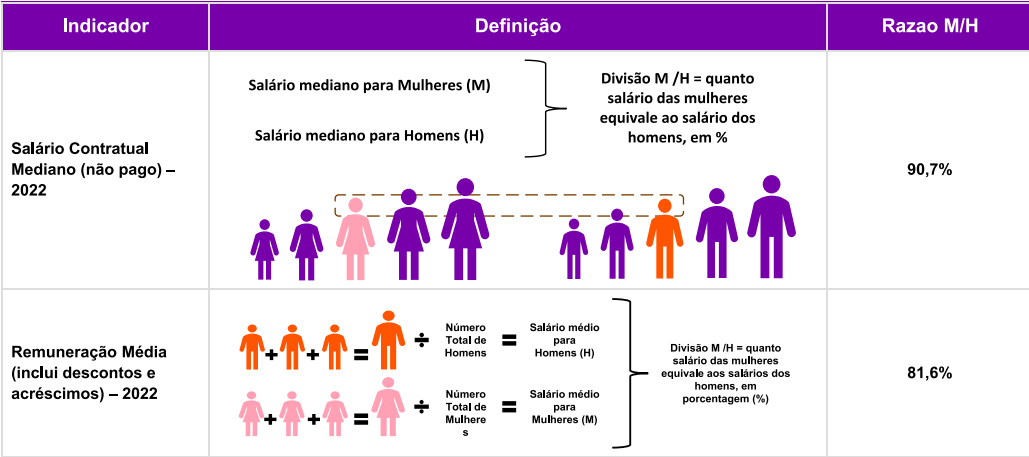 Indicador
Definição
Razao M/H
Salário Contratual
Mediano (não pago) –
2022
Salário mediano para Mulheres (M)
Salário mediano para Homens (H)
Divisão M /H = quanto
salário das mulheres
equivale ao salário dos
homens, em %
90,7%
Remuneração Média
(inclui descontos e
acréscimos) – 2022
+ + = ÷
Número
Total de
Homens
=
Salário médio
para
Homens (H)
+ + = ÷
Número
Total de
Mulhere
s
=
Salário médio
para
Mulheres (M)
Divisão M /H = quanto
salário das mulheres
equivale aos salários dos
homens, em
porcentagem (%)
81,6%